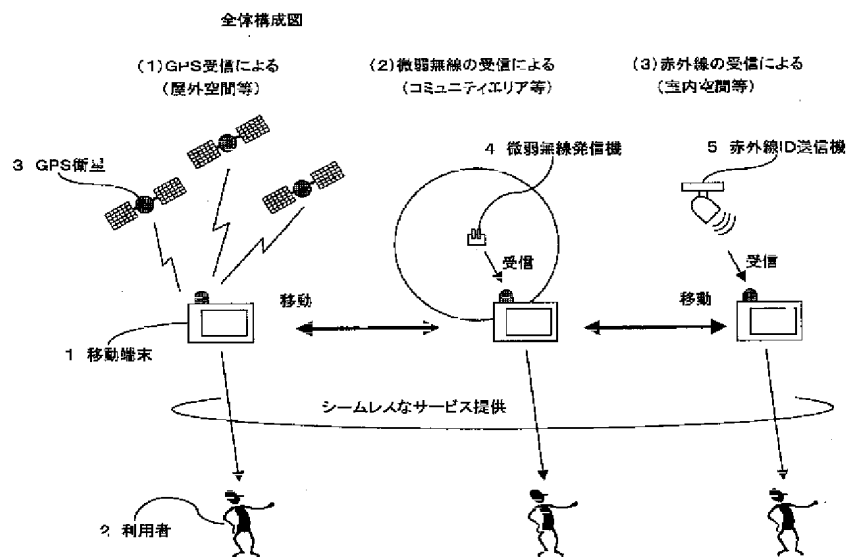 全体構成図
(1)GPS受信による
(屋外空間等)
(2)微弱無線の受信による
(コミュニティエリア等)
(3)赤外線の受信による
(室内空間等)
3 GPS衛星
4 微弱無線発信機
5 赤外線ID送信機
受信
受信
移動
移動
1 移動端末
シームレスなサービス提供
2 利用者